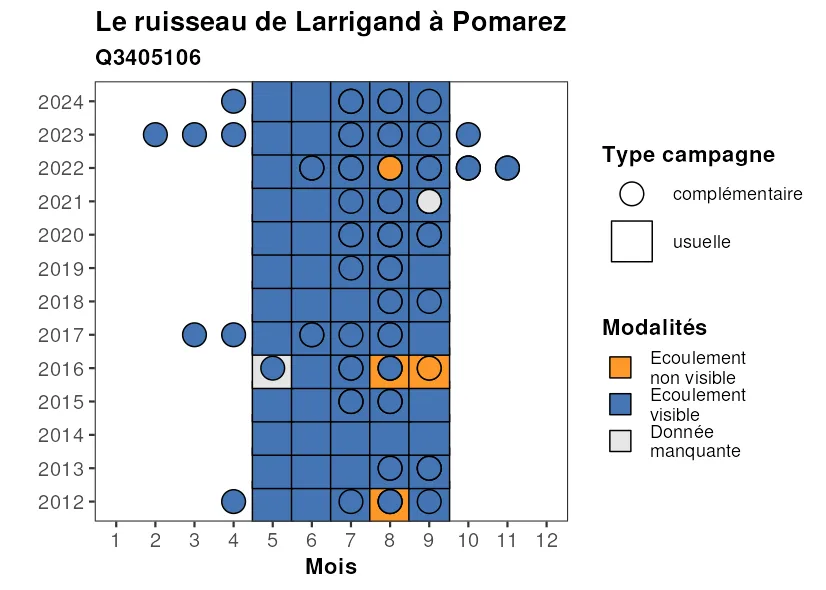 Le ruisseau de Larrigand à Pomarez
Q3405106
2024
2023
2022
2021
2020
2019
2018
2017
2016
2015
2014
2013
2012
1 2 3 4 5 6 7 8 9 10 11 12
Mois
Type campagne
complémentaire
usuelle
Modalités
Ecoulement
non visible
Ecoulement
visible
Donnée
manquante